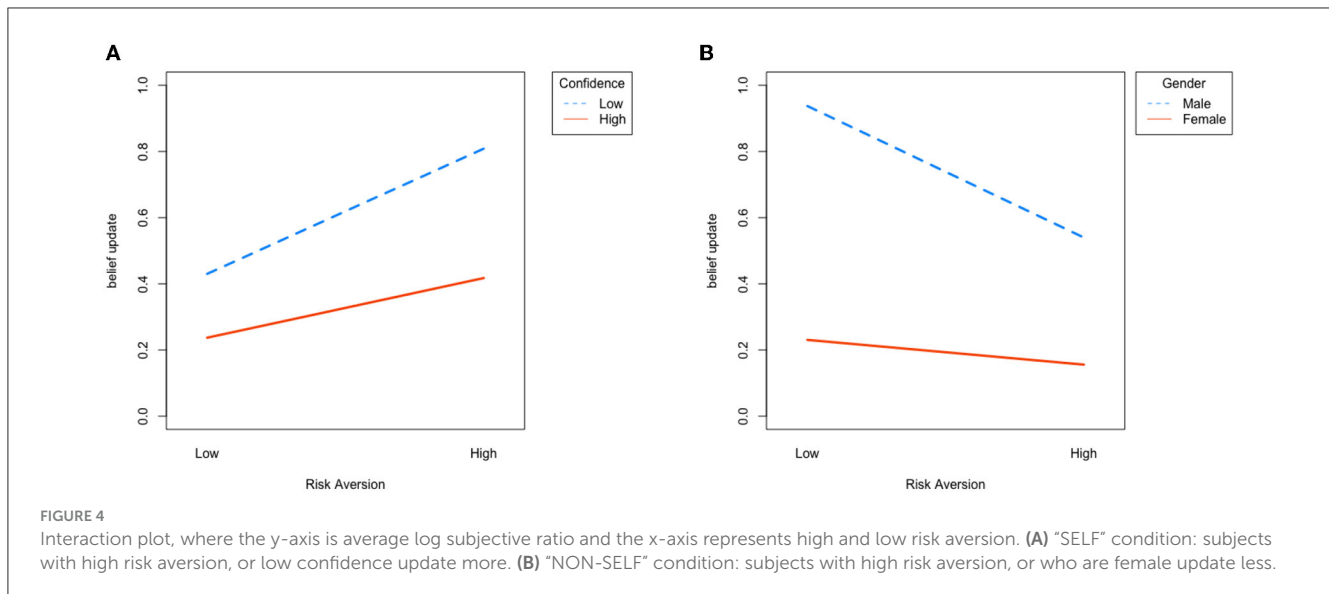 A
Confidence
Low
High
1.0
0.8
0.6
0.4
0.2
0.0
belief update
Low
High
Risk Aversion
B
Gender
Male
Female
1.0
0.8
0.6
0.4
0.2
0.0
belief update
Low
High
Risk Aversion
FIGURE 4
Interaction plot, where the y-axis is average log subjective ratio and the x-axis represents high and low risk aversion. (A) “SELF” condition: subjects
with high risk aversion, or low confidence update more. (B) “NON-SELF” condition: subjects with high risk aversion, or who are female update less.